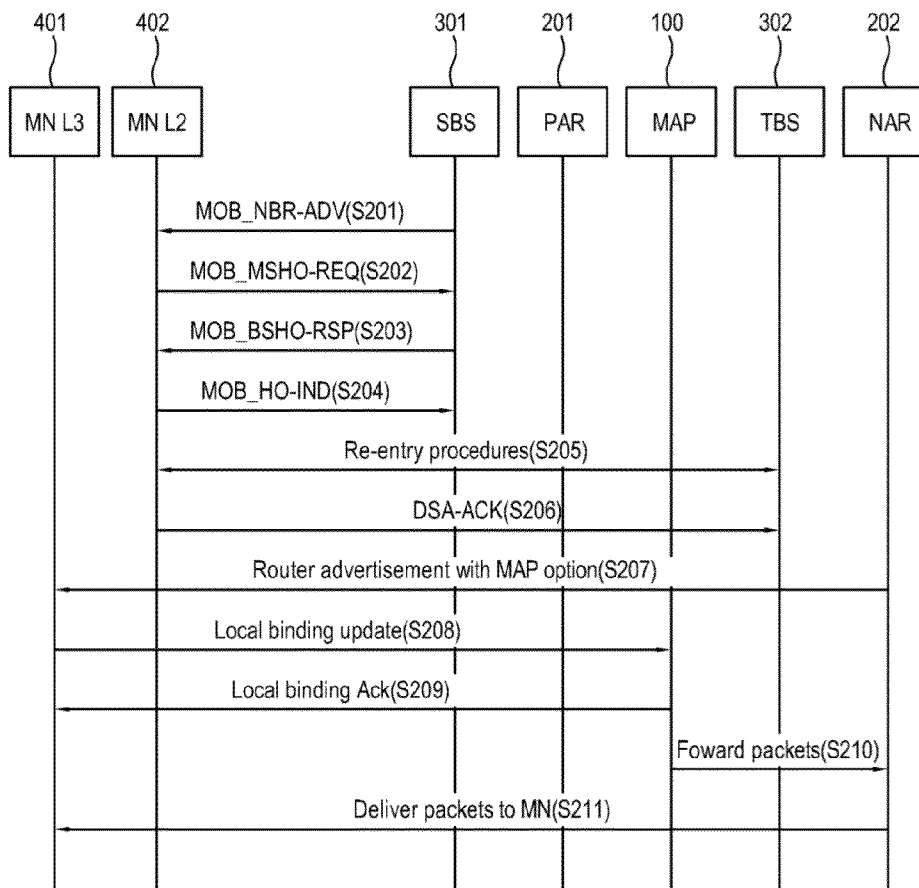 401 402 301 201 100 302 202
MN L3 MN L2 SBS PAR MAP TBS NAR
MOB_NBR-ADV(S201)
MOB_MSHO-REQ(S202)
MOB_BSHO-RSP(S203)
MOB_HO-IND(S204)
Re-entry procedures(S205)
DSA-ACK(S206)
Router advertisement with MAP option(S207)
Local binding update(S208)
Local binding Ack(S209)
Foward packets(S210)
Deliver packets to MN(S211)